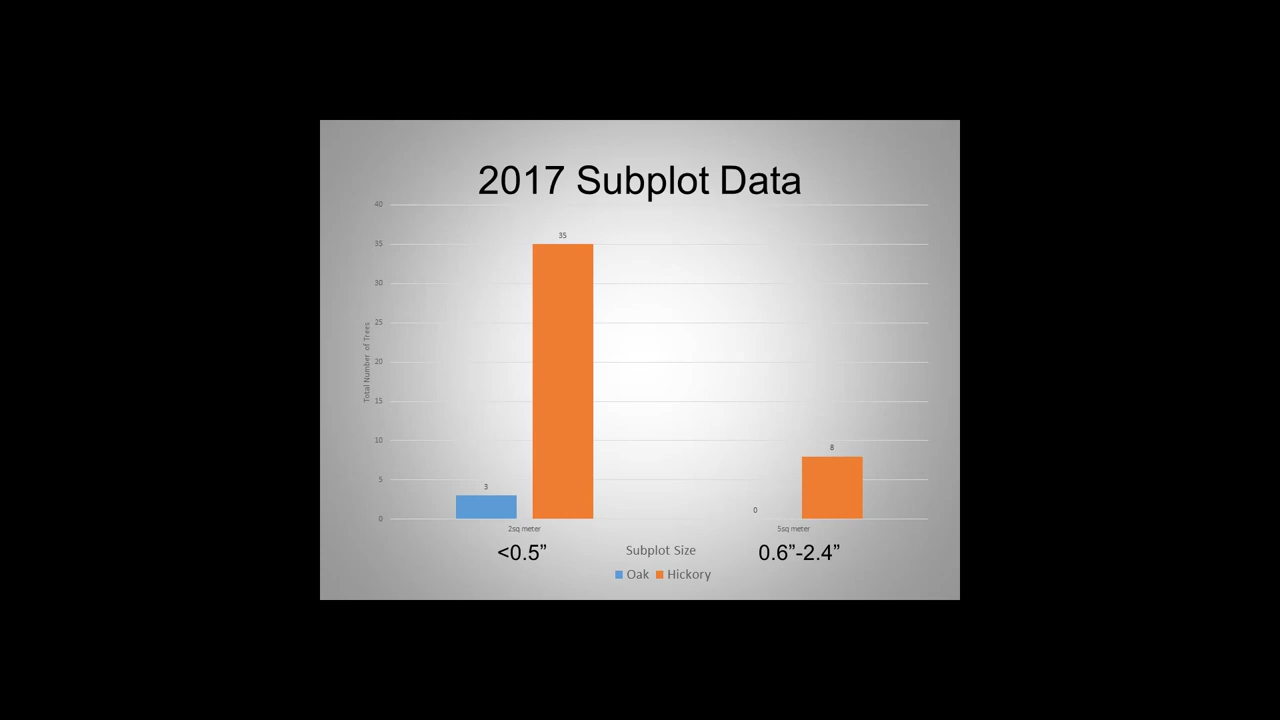 2017 Subplot Data
40
35
30
25
20
15
10
5
0
Total Number of Trees
3
35
0
8
2sq meter
5sq meter
<0.5”
Subplot Size
0.6”-2.4”
Oak Hickory